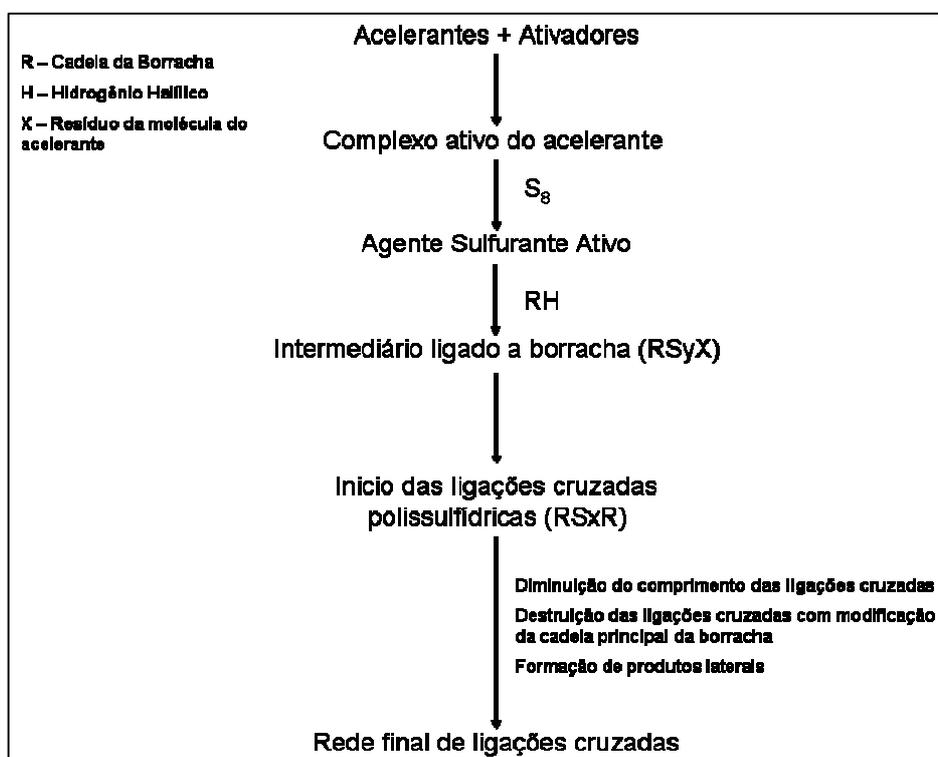 Acelerantes + Ativadores
R – Cadeia da Borracha
H – Hidrogênio Halílico
X – Resíduo da molécula do
acelerante
Complexo ativo do acelerante
S8
Agente Sulfurante Ativo
RH
Intermediário ligado a borracha (RSyX)
Inicio das ligações cruzadas
polissulfídricas (RSxR)
Diminuição do comprimento das ligações cruzadas
Destruição das ligações cruzadas com modificação
da cadeia principal da borracha
Formação de produtos laterais
Rede final de ligações cruzadas